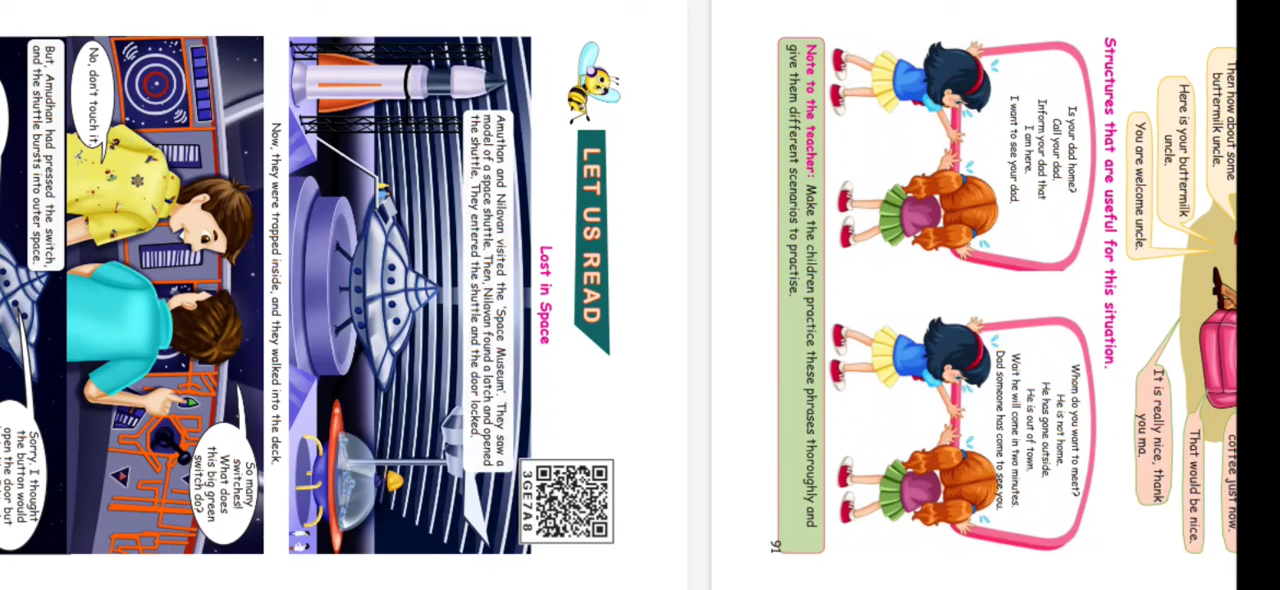 Then how about some
buttermilk uncle.
coffee just now.
Here is your buttermilk
uncle.
That would be nice.
You are welcome uncle.
It is really nice, thank
you ma.
Structures that are useful for this situation.
Is your dad home?
Call your dad.
Inform your dad that
I am here.
I want to see your dad.
Whom do you want to meet?
He is not home.
He has gone outside.
He is out of town.
Wait he will come in two minutes.
Dad someone has come to see you.
Note to the teacher: Make the children practice these phrases thoroughly and
give them different scenarios to practise.
91
LET US READ
Lost in Space
3GE7A8
Amuthan and Nilavan visited the 'Space Museum'. They saw a
model of a space shuttle. Then, Nilavan found a latch and opened
the shuttle. They entered the shuttle and the door locked.
Now, they were trapped inside, and they walked into the deck.
So many
switches!
What does
this big green
switch do?
No, don't touch it.
But, Amudhan had pressed the switch,
and the shuttle bursts into outer space.
Sorry, I thought
the button would
open the door but